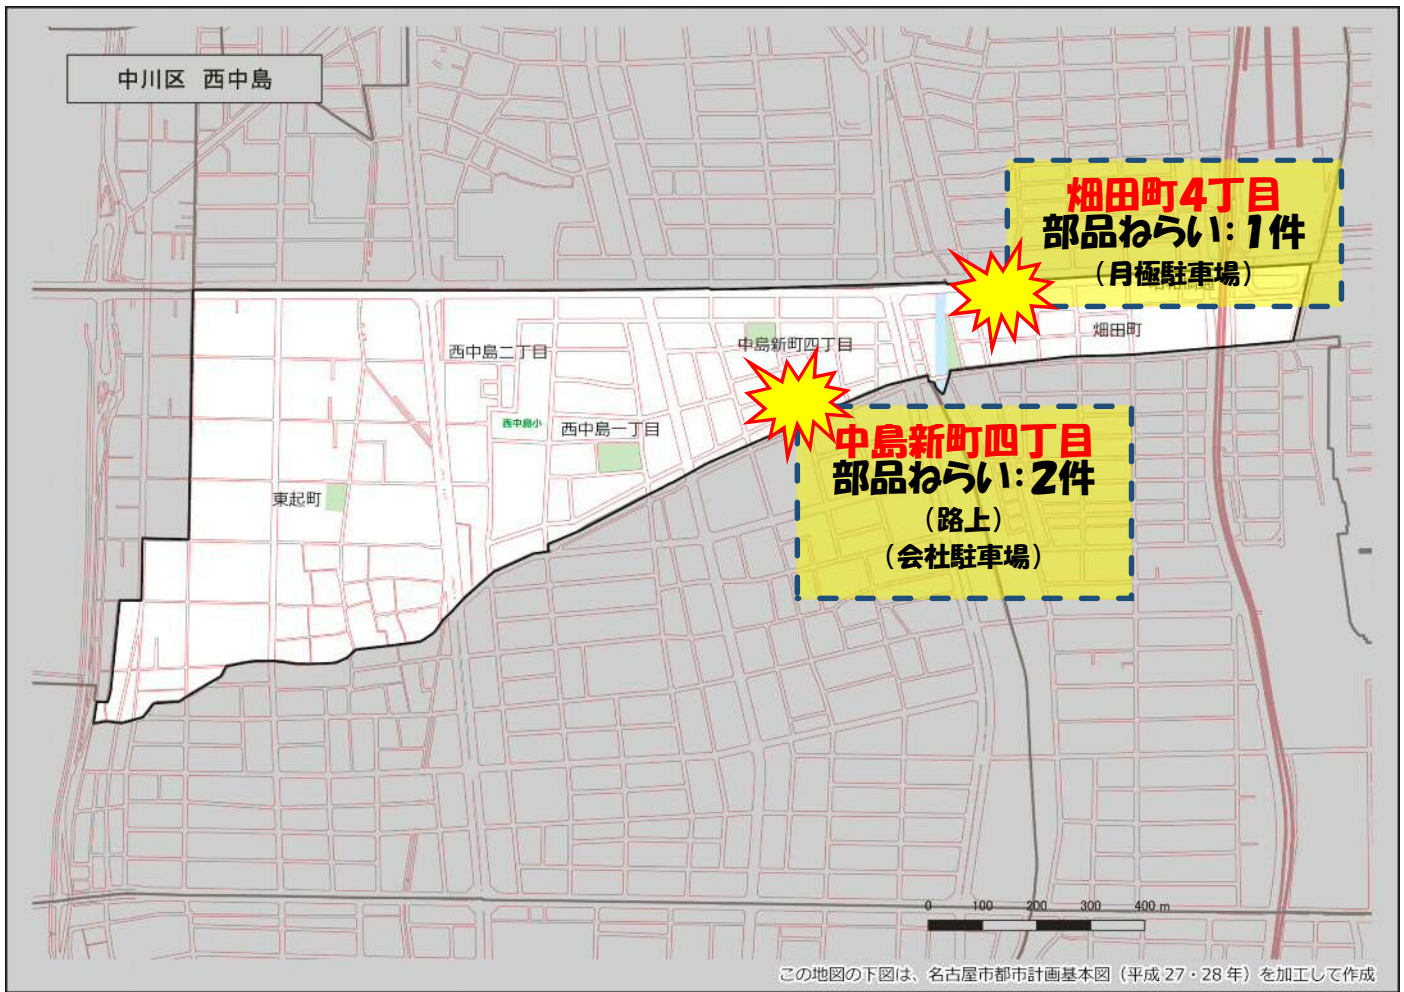 中川区 西中島
畑田町4丁目
部品ねらい:1件
(月極駐車場)
畑田町
西中島二丁目
中島新町四丁目
西中島小
西中島一丁目
中島新町四丁目
部品ねらい:2件
(路上)
(会社駐車場)
東起町
0 100 200 300 400 m
この地図の下図は、名古屋市都市計画基本図(平成 27・28 年)を加工して作成